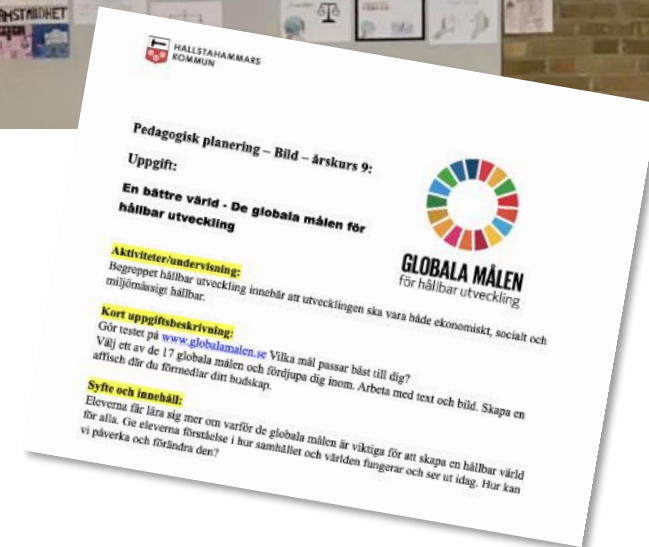 HALLSTAHAMMARS
KOMMUN
Pedagogisk planering – Bild – årskurs 9:
Uppgift:
En bättre värld - De globala målen för
hållbar utveckling
GLOBALA MÅLEN
för hållbar utveckling
Aktiviteter/undervisning:
Begreppet hållbar utveckling innebär att utvecklingen ska vara både ekonomiskt, socialt och
miljömässigt hållbar.
Kort uppgiftsbeskrivning:
Gör testet på www.globalamalen.se Vilka mål passar bäst till dig?
Välj ett av de 17 globala målen och fördjupa dig inom. Arbeta med text och bild. Skapa en
affisch där du förmedlar ditt budskap.
Syfte och innehåll:
Eleverna får lära sig mer om varför de globala målen är viktiga för att skapa en hållbar värld
för alla. Ge eleverna förståelse i hur samhället och världen fungerar och ser ut idag. Hur kan
vi påverka och förändra den?